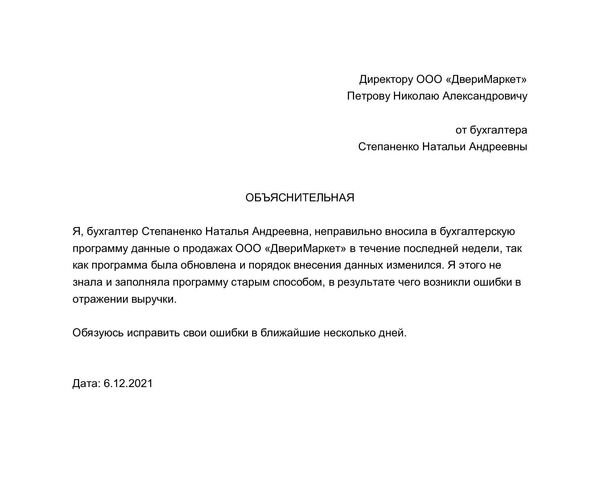 Директору ООО «ДвериМаркет»
Петрову Николаю Александровичу
от бухгалтера
Степаненко Натальи Андреевны
ОБЪЯСНИТЕЛЬНАЯ
Я, бухгалтер Степаненко Наталья Андреевна, неправильно вносила в бухгалтерскую
программу данные о продажах ООО «ДвериМаркет» в течение последней недели, так
как программа была обновлена и порядок внесения данных изменился. Я этого не
знала и заполняла программу старым способом, в результате чего возникли ошибки в
отражении выручки.
Обязуюсь исправить свои ошибки в ближайшие несколько дней.
Дата: 6.12.2021